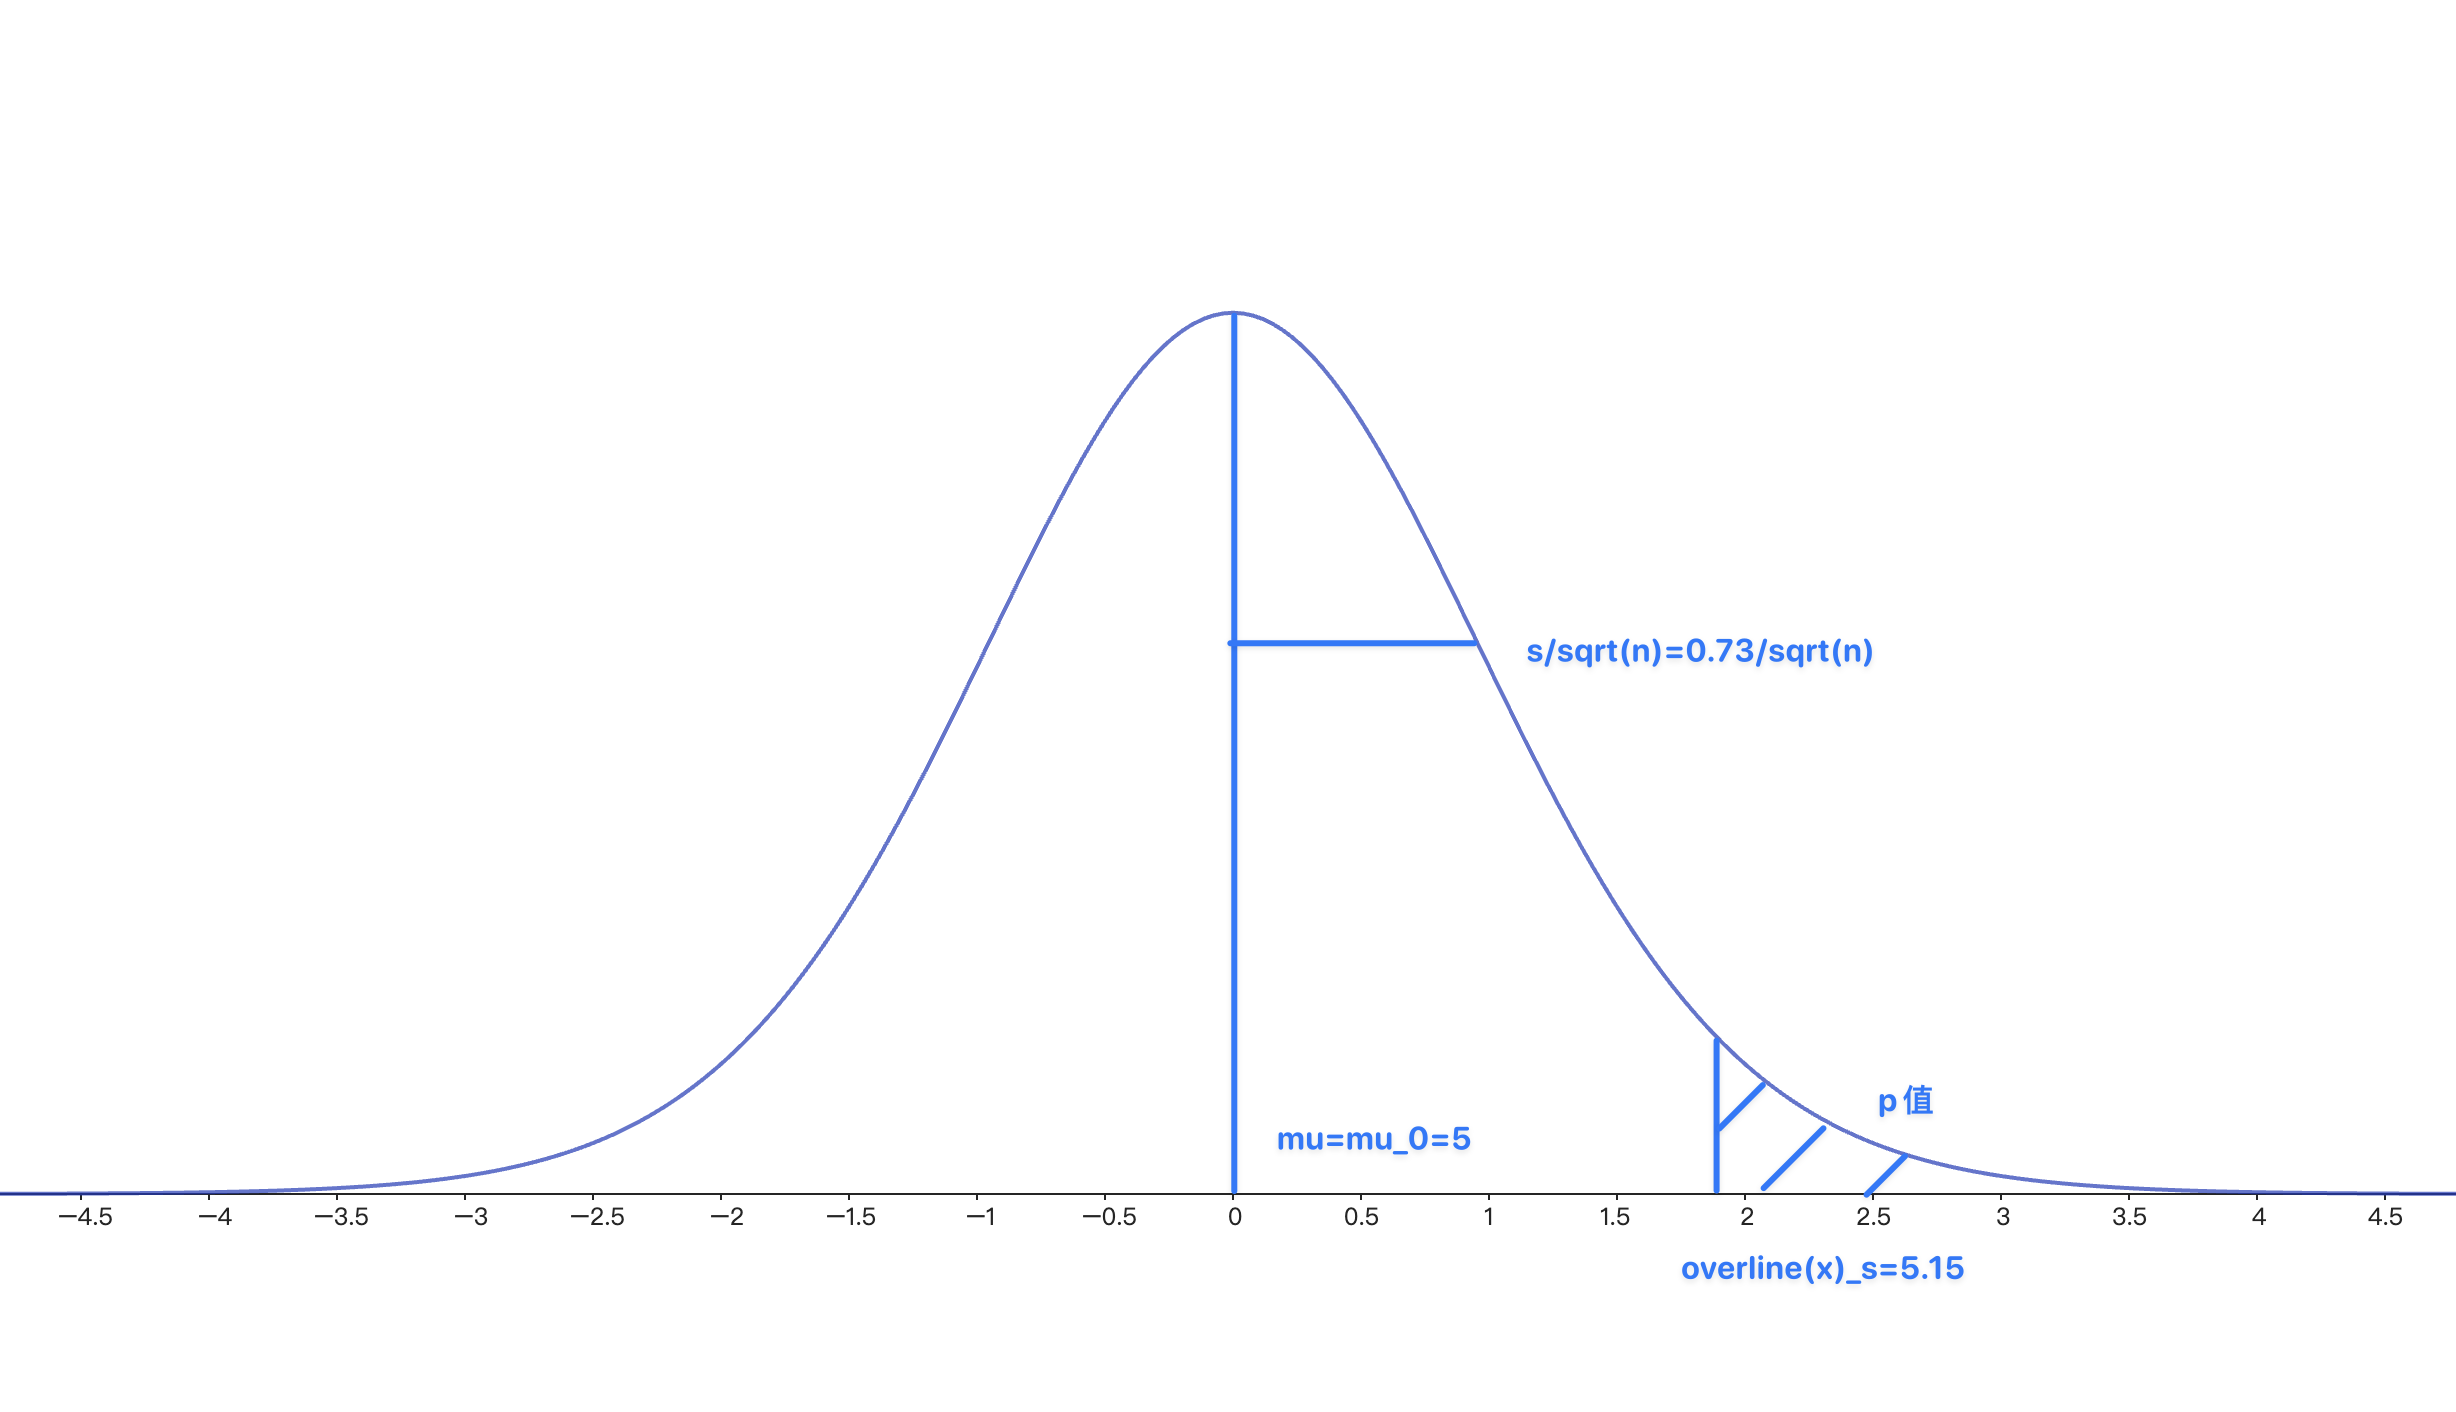 s/sqrt(n)=0.73/sqrt(n)
p 值
mu=mu_0=5
−4.5 −4 −3.5 −3 −2.5 −2 −1.5 −1 −0.5 0 0.5 1 1.5 2 2.5 3 3.5 4 4.5
overline(x)_s=5.15